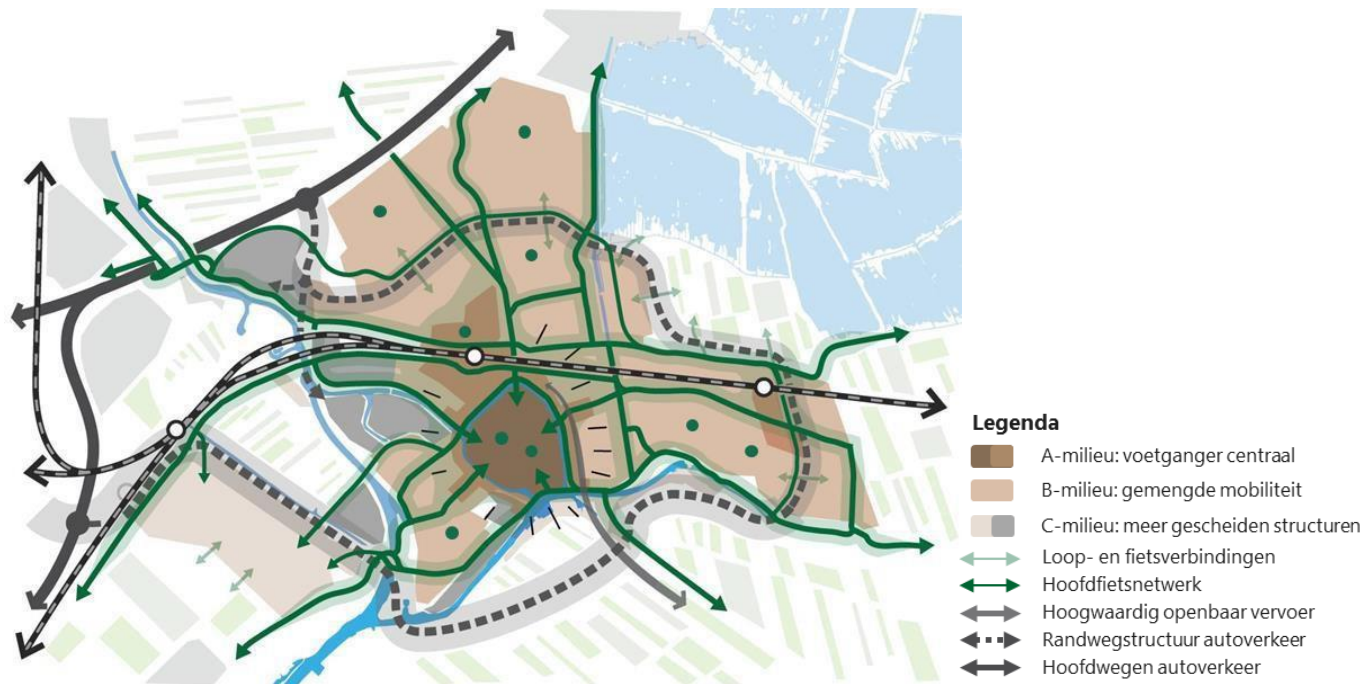 Legenda
A-milieu: voetganger centraal
B-milieu: gemengde mobiliteit
C-milieu: meer gescheiden structuren
Loop- en fietsverbindingen
Hoofdfietsnetwerk
Hoogwaardig openbaar vervoer
Randwegstructuur autoverkeer
Hoofdwegen autoverkeer